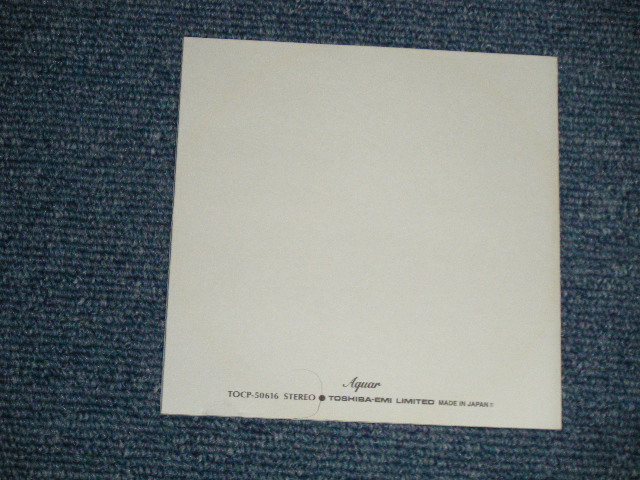 Aquar
TOCP-50616 STEREO ● TOSHIBA-EMI LIMITED MADE IN JAPAN